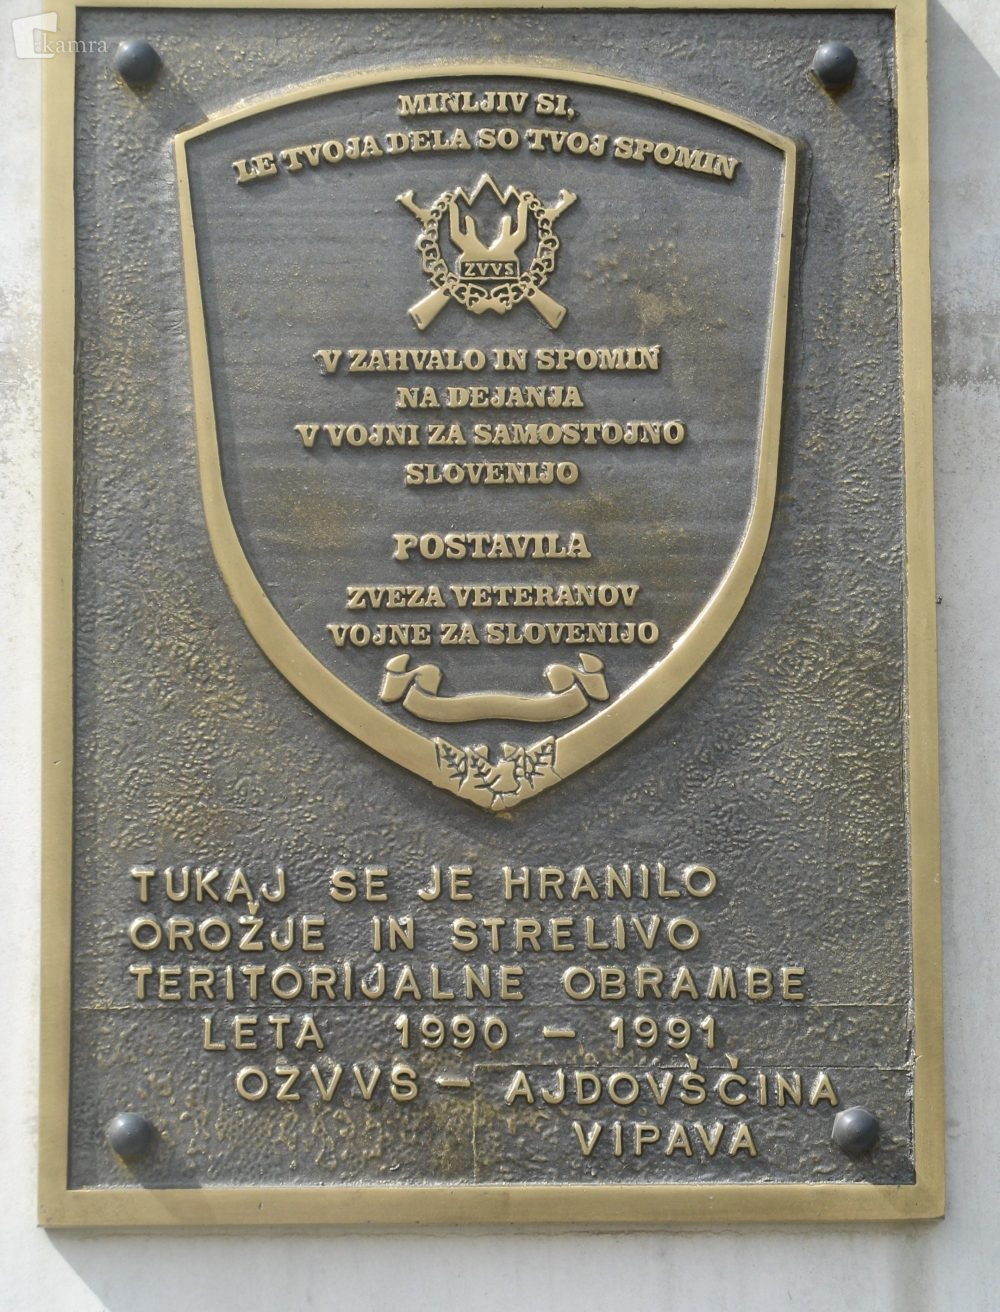 kamra
MINLJIV SI,
LE TVOJA DELA SO TVOJ SPOMIN
ZVVS
V ZAHVALO IN SPOMIN
NA DEJANJA
V VOJNI ZA SAMOSTOJNO
SLOVENIJO
POSTAVILA
ZVEZA VETERANOV
VOJNE ZA SLOVENIJO
TUKAJ SE JE HRANILO
OROŽJE IN STRELIVO
TERITORIJALNE OBRAMBE
LETA 1990 - 1991
OZVVS - AJDOVŠČINA
VIPAVA